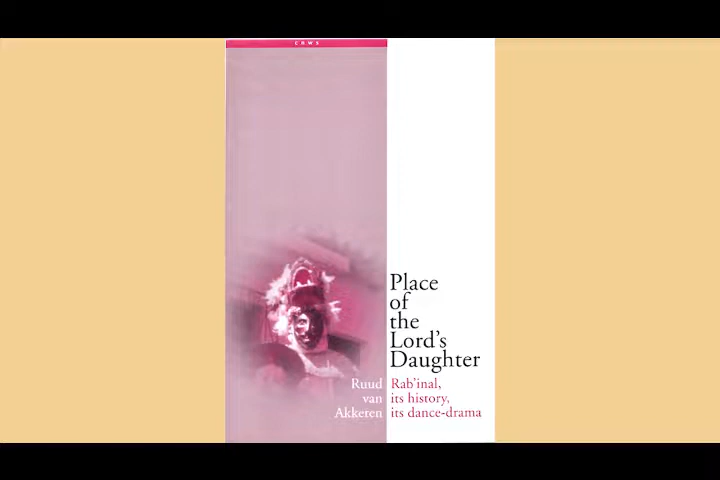 CNWS
Place
of
the
Lord's
Daughter
Ruud
van
Akkeren
Rab'inal,
its history,
its dance-drama